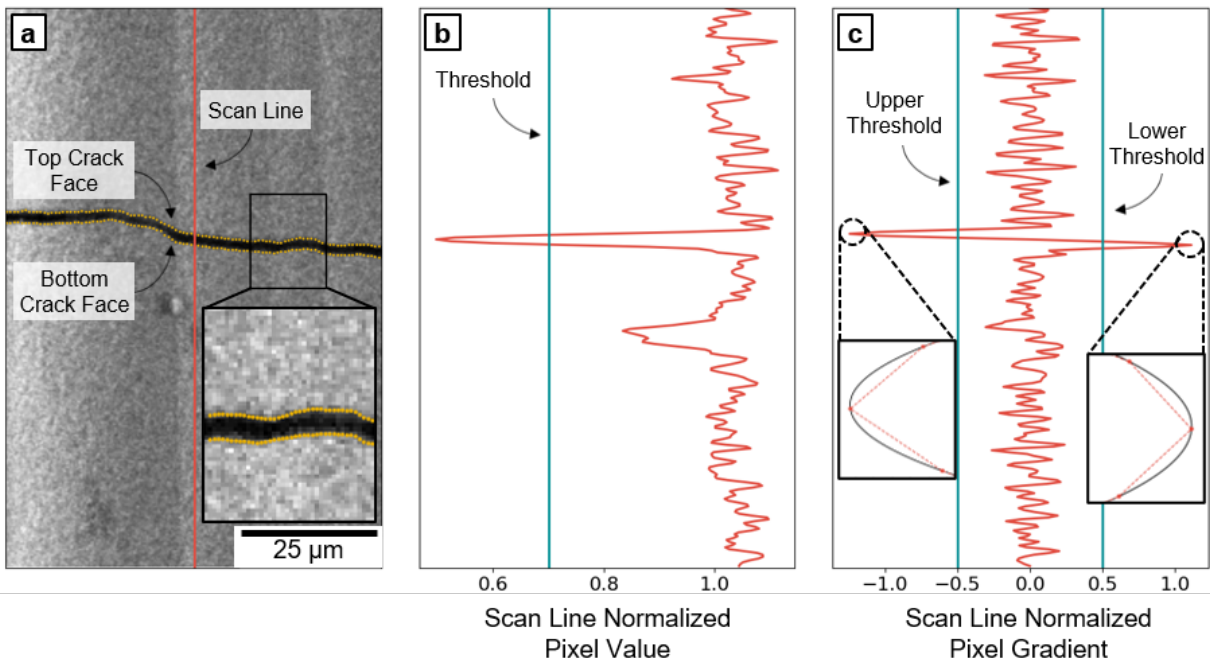 a
Scan Line
Top Crack
Face
Bottom
Crack Face
25 µm
b
Threshold
0.6
0.8
1.0
Scan Line Normalized
Pixel Value
c
Upper
Threshold
Lower
Threshold
−1.0
−0.5
0.0
0.5
1.0
Scan Line Normalized
Pixel Gradient